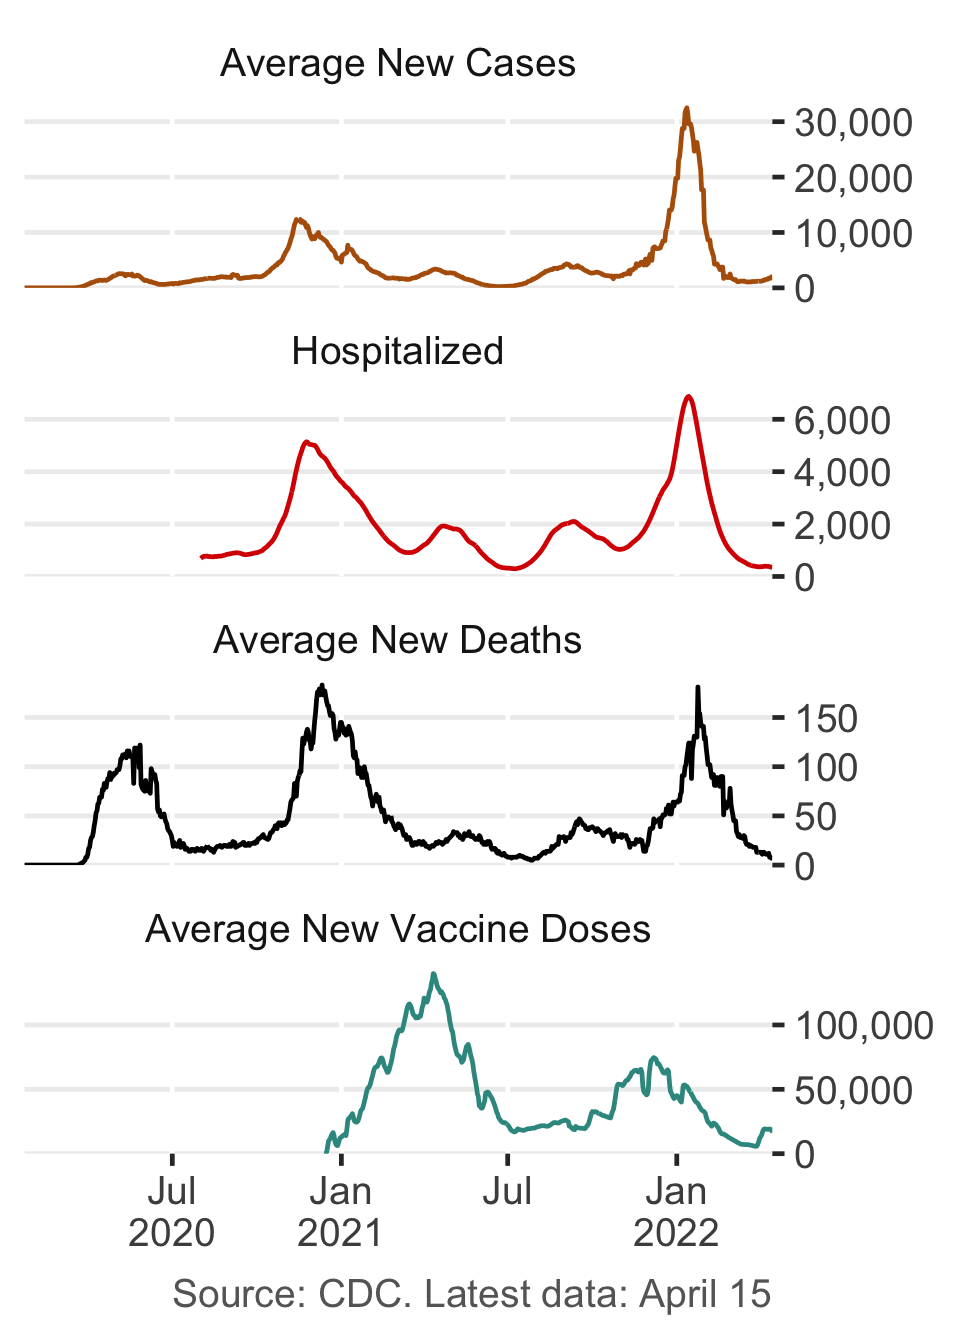 Average New Cases
30,000
20,000
10,000
0
Hospitalized
6,000
4,000
2,000
0
Average New Deaths
150
100
50
0
Average New Vaccine Doses
100,000
50,000
0
Jul Jan Jul Jan
2020 2021 2022
Source: CDC. Latest data: April 15